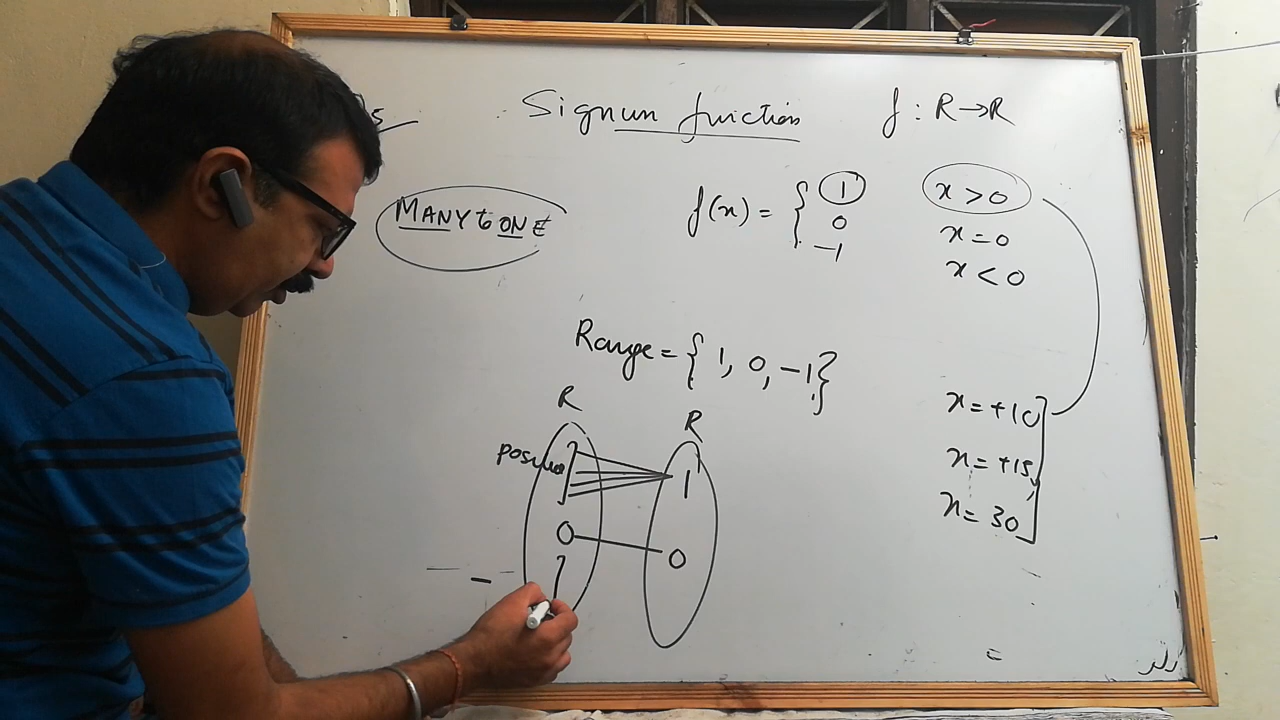 s
Signum function f : R→R
MANY to ONE
f(x) = { 1 x > 0
0 x = 0
-1 x < 0
Range = { 1, 0, -1}
R R
x = +10
x = +15,
x = 30
1
0 0